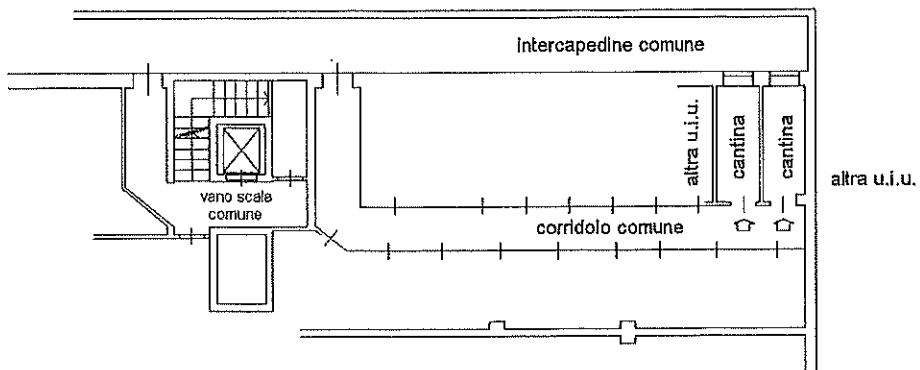 intercapedine comune
altra u.i.u.
cantina
cantina
altra u.i.u.
vano scala
comune
corridoio comune